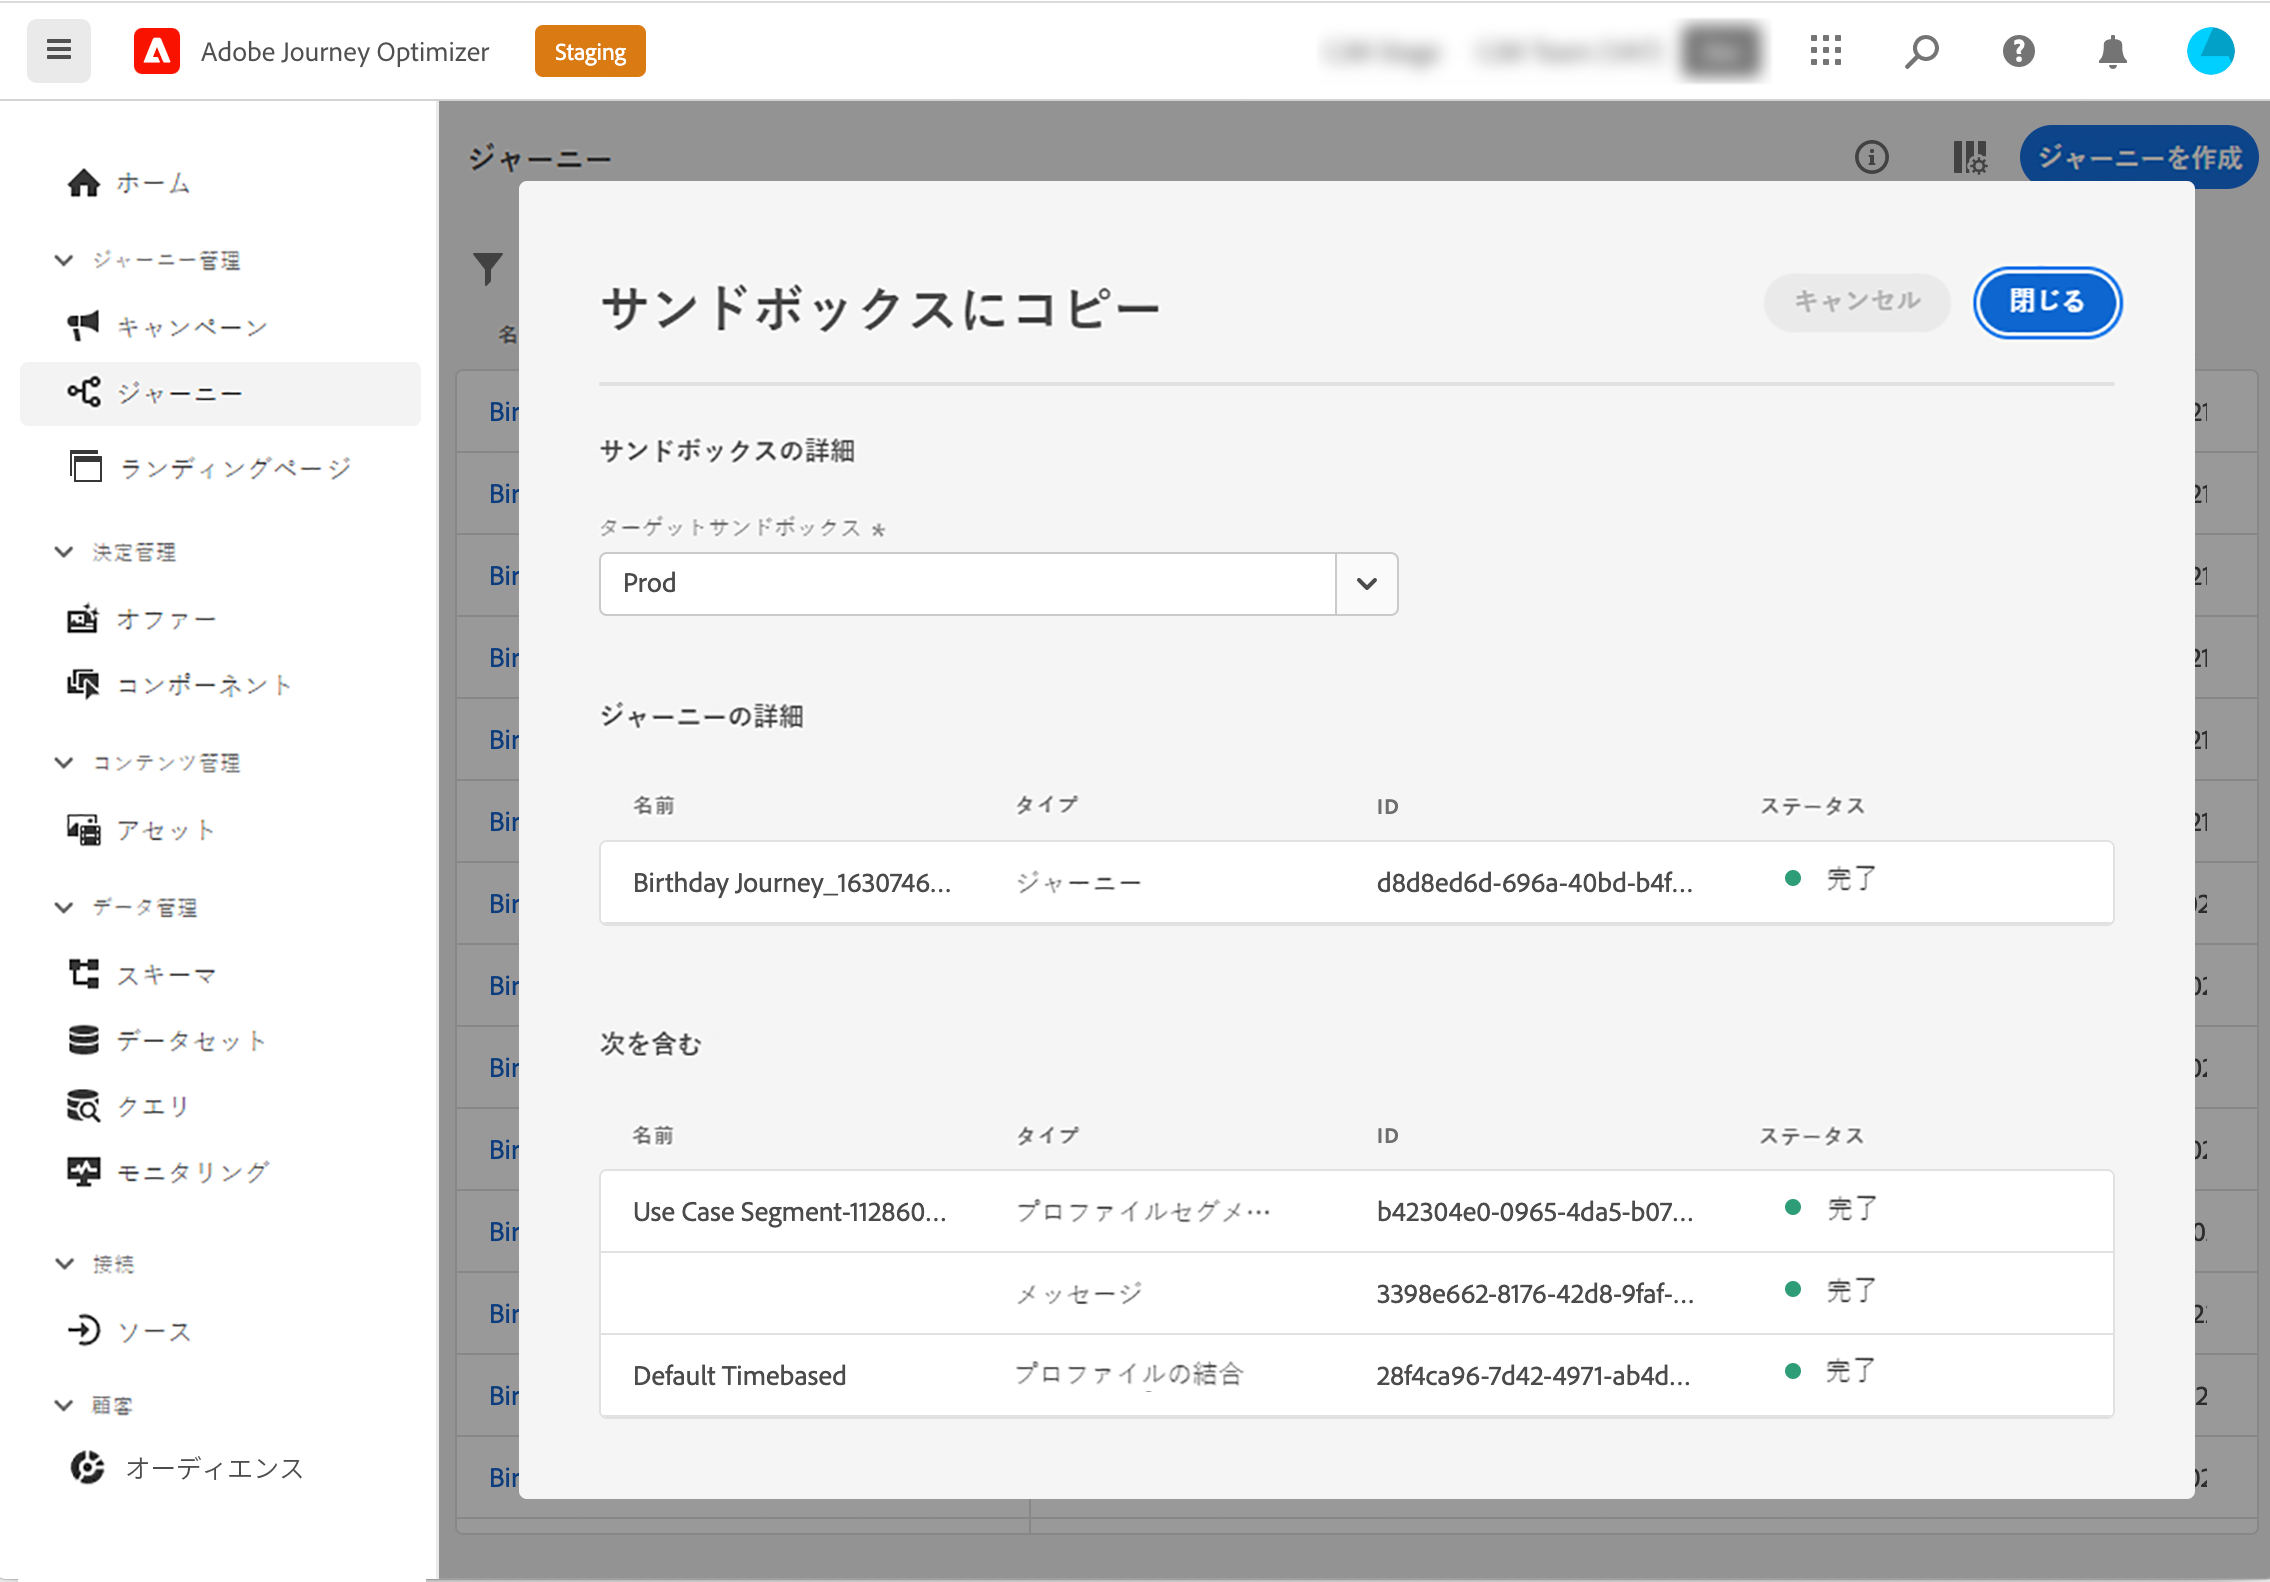 Adobe Journey Optimizer
Staging
ホーム
ジャーニー管理
キャンペーン
ジャーニー
ランディングページ
決定管理
オファー
コンポーネント
コンテンツ管理
アセット
データ管理
スキーマ
データセット
クエリ
モニタリング
接続
ソース
顧客
オーディエンス
ジャーニー
ジャーニーを作成
名
Bir
Bir
Bir
Bir
Bir
Bir
Bir
Bir
Bir
Bir
Bir
Bir
Bir
Bir
サンドボックスにコピー
キャンセル
閉じる
サンドボックスの詳細
ターゲットサンドボックス *
Prod
ジャーニーの詳細
名前 タイプ ID ステータス
Birthday Journey_1630746... ジャーニー d8d8ed6d-696a-40bd-b4f... 完了
次を含む
名前 タイプ ID ステータス
Use Case Segment-112860... プロファイルセグメ… b42304e0-0965-4da5-b07... 完了
メッセージ 3398e662-8176-42d8-9faf-... 完了
Default Timebased プロファイルの結合 28f4ca96-7d42-4971-ab4d... 完了